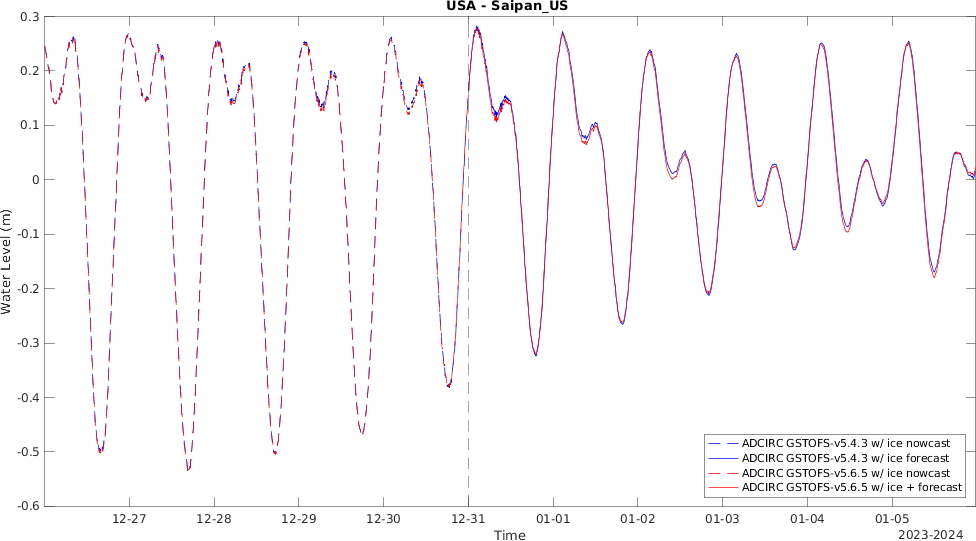 USA - Saipan_US
0.3
0.2
0.1
0
-0.1
-0.2
-0.3
-0.4
-0.5
-0.6
Water Level (m)
ADCIRC GSTOFS-v5.4.3 w/ ice nowcast
ADCIRC GSTOFS-v5.4.3 w/ ice forecast
ADCIRC GSTOFS-v5.6.5 w/ ice nowcast
ADCIRC GSTOFS-v5.6.5 w/ ice + forecast
12-27 12-28 12-29 12-30 12-31 01-01 01-02 01-03 01-04 01-05
Time
2023-2024